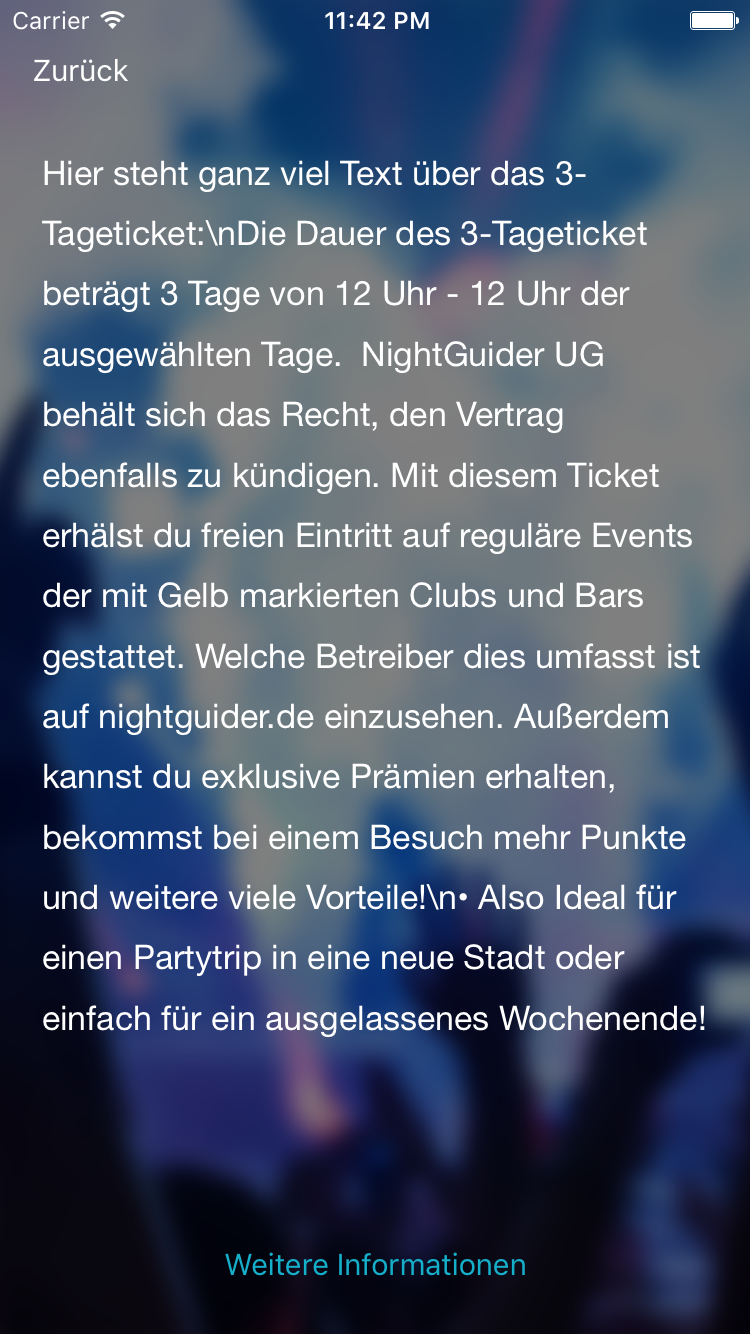 Carrier 11:42 PM
Zurück
Hier steht ganz viel Text über das 3-
Tageticket:\nDie Dauer des 3-Tageticket
beträgt 3 Tage von 12 Uhr - 12 Uhr der
ausgewählten Tage.  NightGuider UG
behält sich das Recht, den Vertrag
ebenfalls zu kündigen. Mit diesem Ticket
erhälst du freien Eintritt auf reguläre Events
der mit Gelb markierten Clubs und Bars
gestattet. Welche Betreiber dies umfasst ist
auf nightguider.de einzusehen. Außerdem
kannst du exklusive Prämien erhalten,
bekommst bei einem Besuch mehr Punkte
und weitere viele Vorteile!\n• Also Ideal für
einen Partytrip in eine neue Stadt oder
einfach für ein ausgelassenes Wochenende!
Weitere Informationen